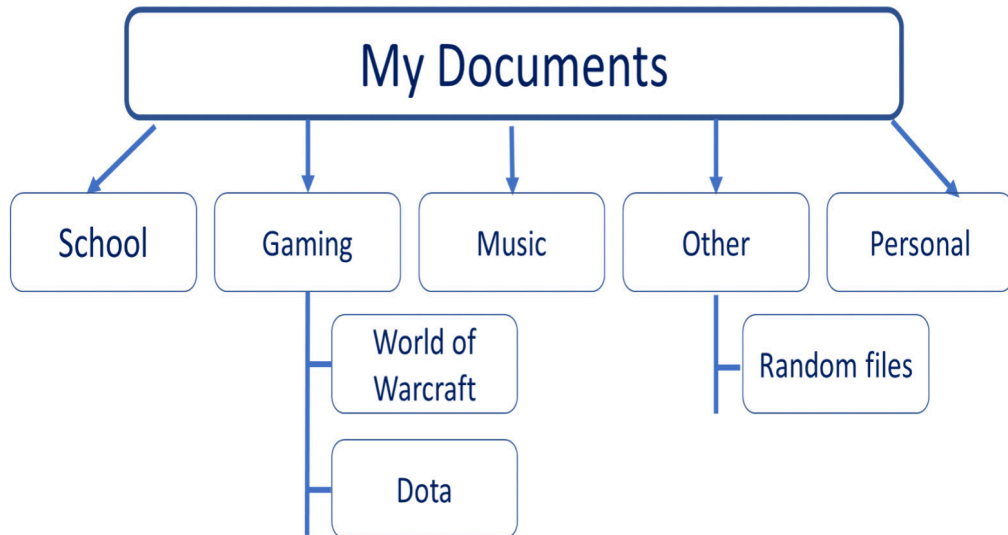 My Documents
School
Gaming
Music
Other
Personal
World of
Warcraft
Random files
Dota